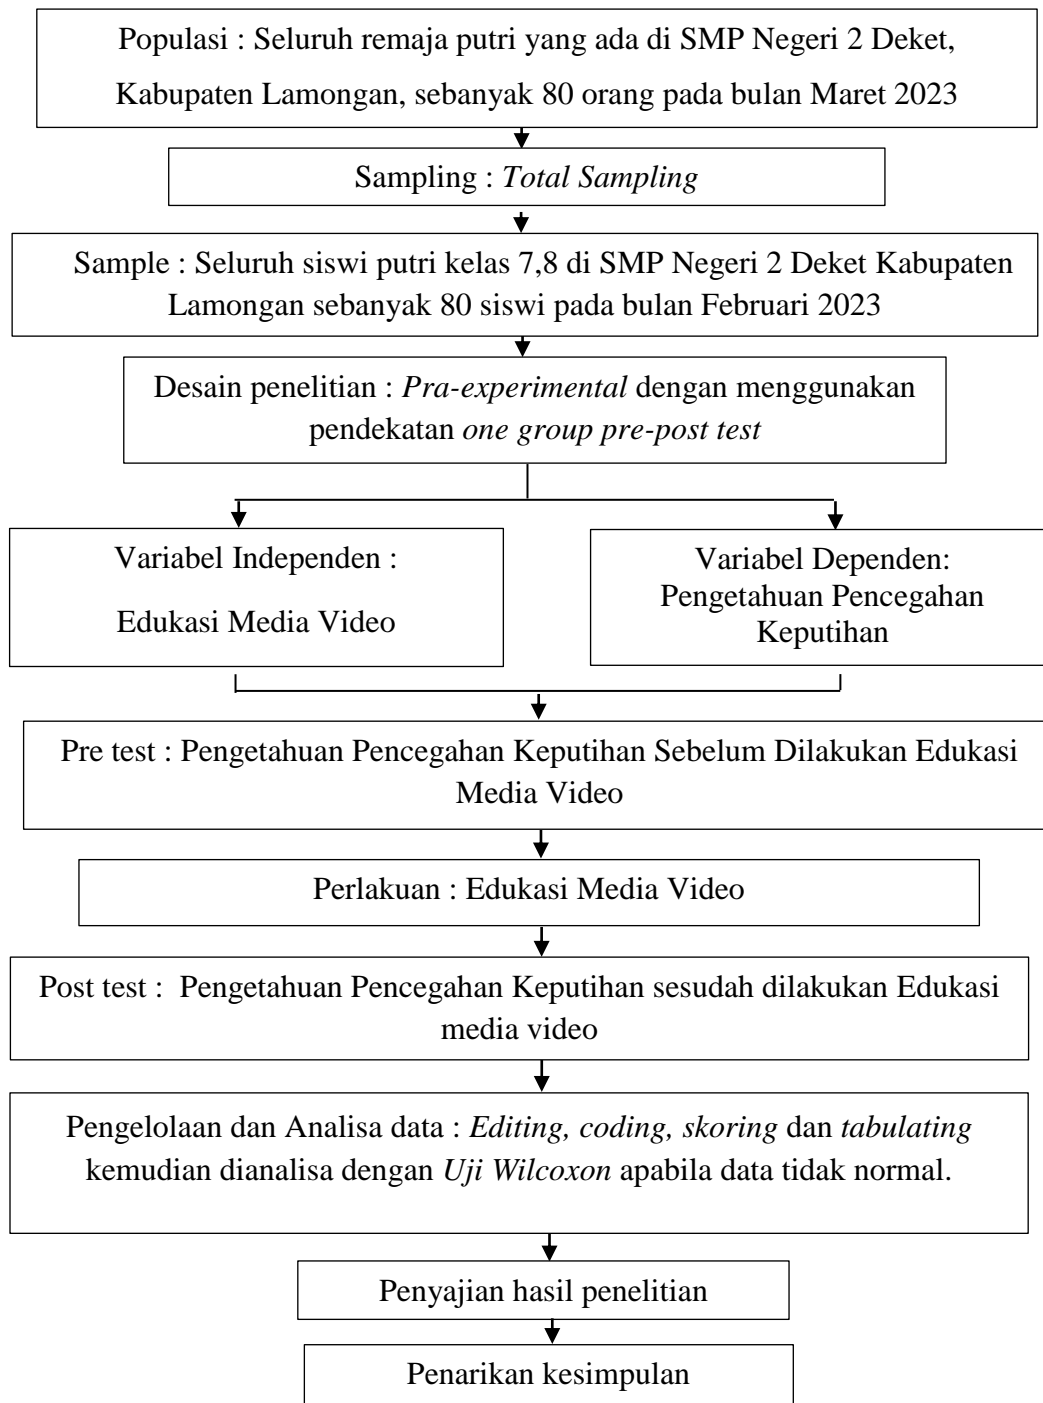 Populasi : Seluruh remaja putri yang ada di SMP Negeri 2 Deket,
Kabupaten Lamongan, sebanyak 80 orang pada bulan Maret 2023
Sampling : Total Sampling
Sample : Seluruh siswi putri kelas 7,8 di SMP Negeri 2 Deket Kabupaten
Lamongan sebanyak 80 siswi pada bulan Februari 2023
Desain penelitian : Pra-experimental dengan menggunakan
pendekatan one group pre-post test
Variabel Independen :
Edukasi Media Video
Variabel Dependen:
Pengetahuan Pencegahan
Keputihan
Pre test : Pengetahuan Pencegahan Keputihan Sebelum Dilakukan Edukasi
Media Video
Perlakuan : Edukasi Media Video
Post test : Pengetahuan Pencegahan Keputihan sesudah dilakukan Edukasi
media video
Pengelolaan dan Analisa data : Editing, coding, skoring dan tabulating
kemudian dianalisa dengan Uji Wilcoxon apabila data tidak normal.
Penyajian hasil penelitian
Penarikan kesimpulan